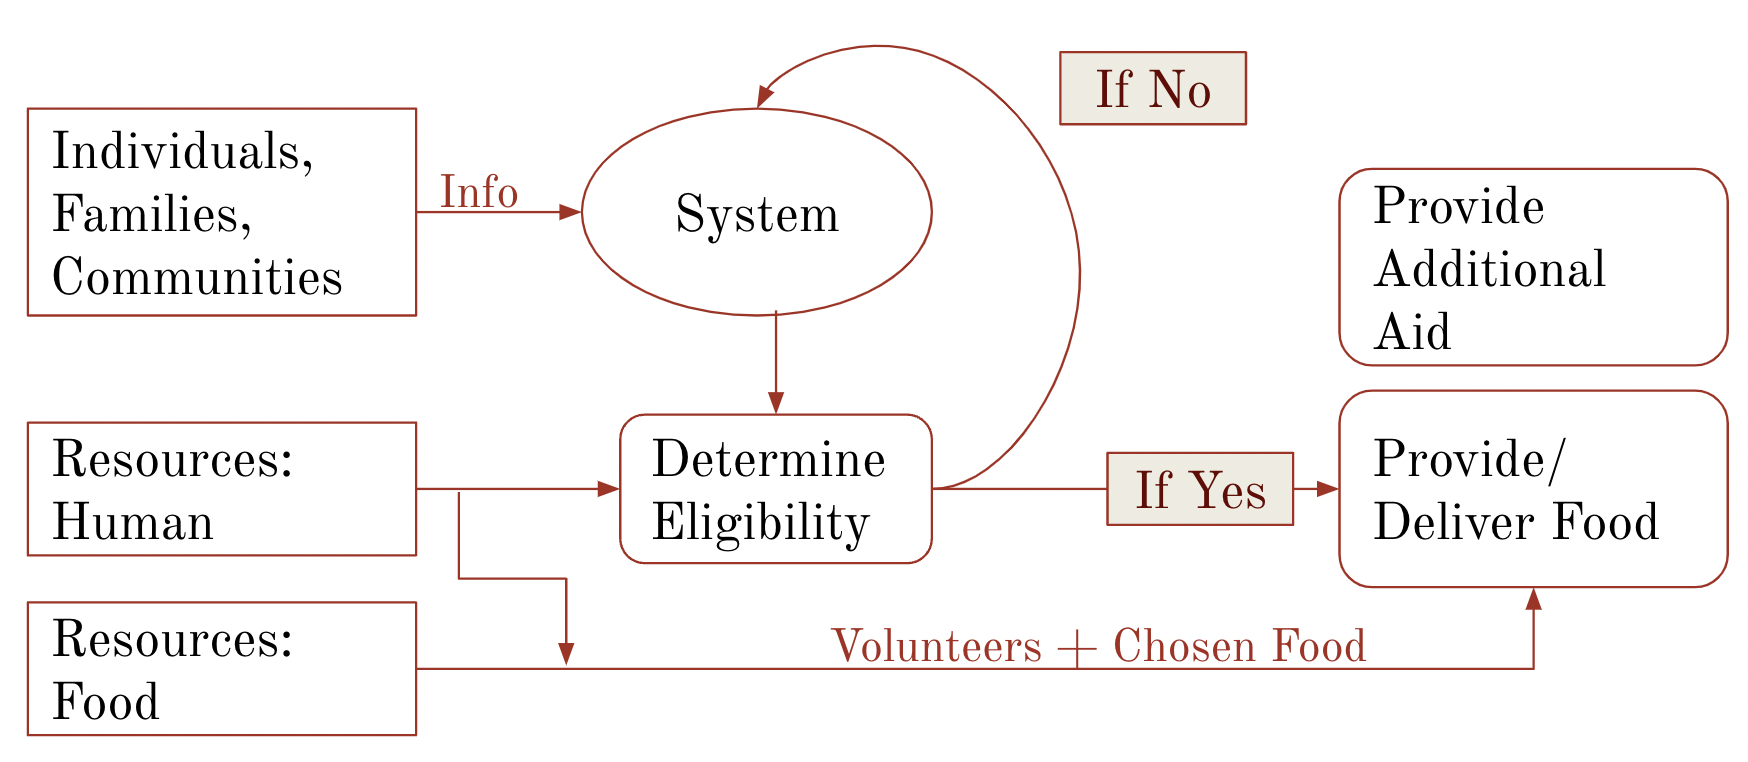 If No
Individuals,
Families,
Communities
Info
System
Provide
Additional
Aid
Resources:
Human
Determine
Eligibility
If Yes
Provide/
Deliver Food
Resources:
Food
Volunteers + Chosen Food